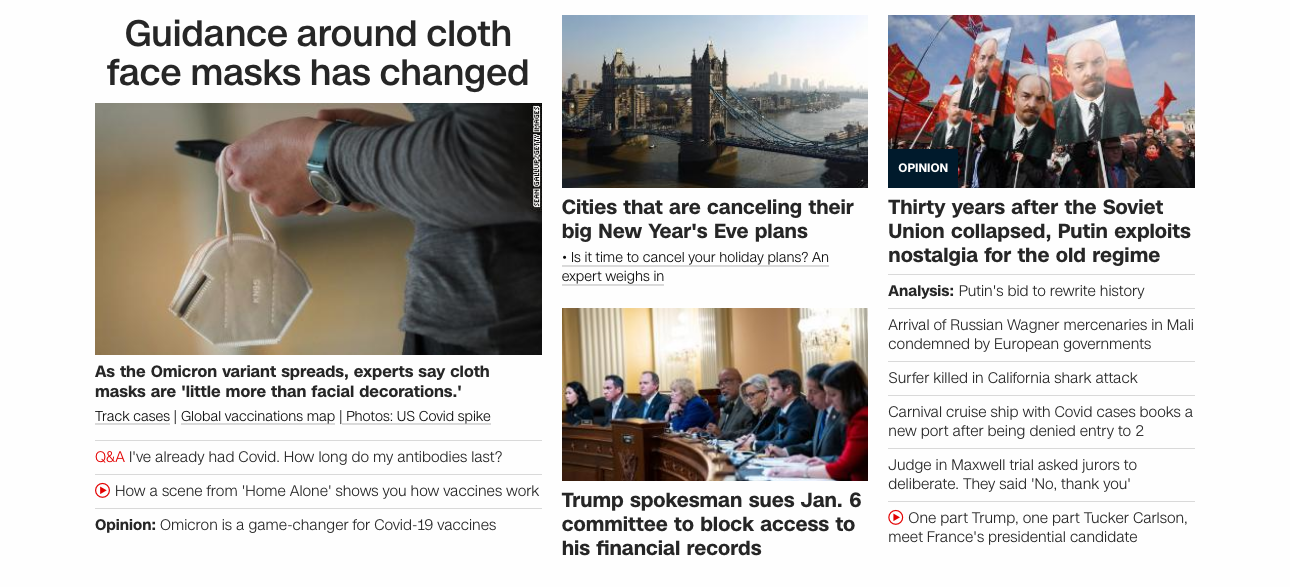 Guidance around cloth
face masks has changed
SEAN GALLUP/GETTY IMAGES
KN95
As the Omicron variant spreads, experts say cloth
masks are 'little more than facial decorations.'
Track cases | Global vaccinations map | Photos: US Covid spike
Q&A I've already had Covid. How long do my antibodies last?
How a scene from 'Home Alone' shows you how vaccines work
Opinion: Omicron is a game-changer for Covid-19 vaccines
Cities that are canceling their
big New Year's Eve plans
• Is it time to cancel your holiday plans? An
expert weighs in
Trump spokesman sues Jan. 6
committee to block access to
his financial records
OPINION
Thirty years after the Soviet
Union collapsed, Putin exploits
nostalgia for the old regime
Analysis: Putin's bid to rewrite history
Arrival of Russian Wagner mercenaries in Mali
condemned by European governments
Surfer killed in California shark attack
Carnival cruise ship with Covid cases books a
new port after being denied entry to 2
Judge in Maxwell trial asked jurors to
deliberate. They said 'No, thank you'
One part Trump, one part Tucker Carlson,
meet France's presidential candidate